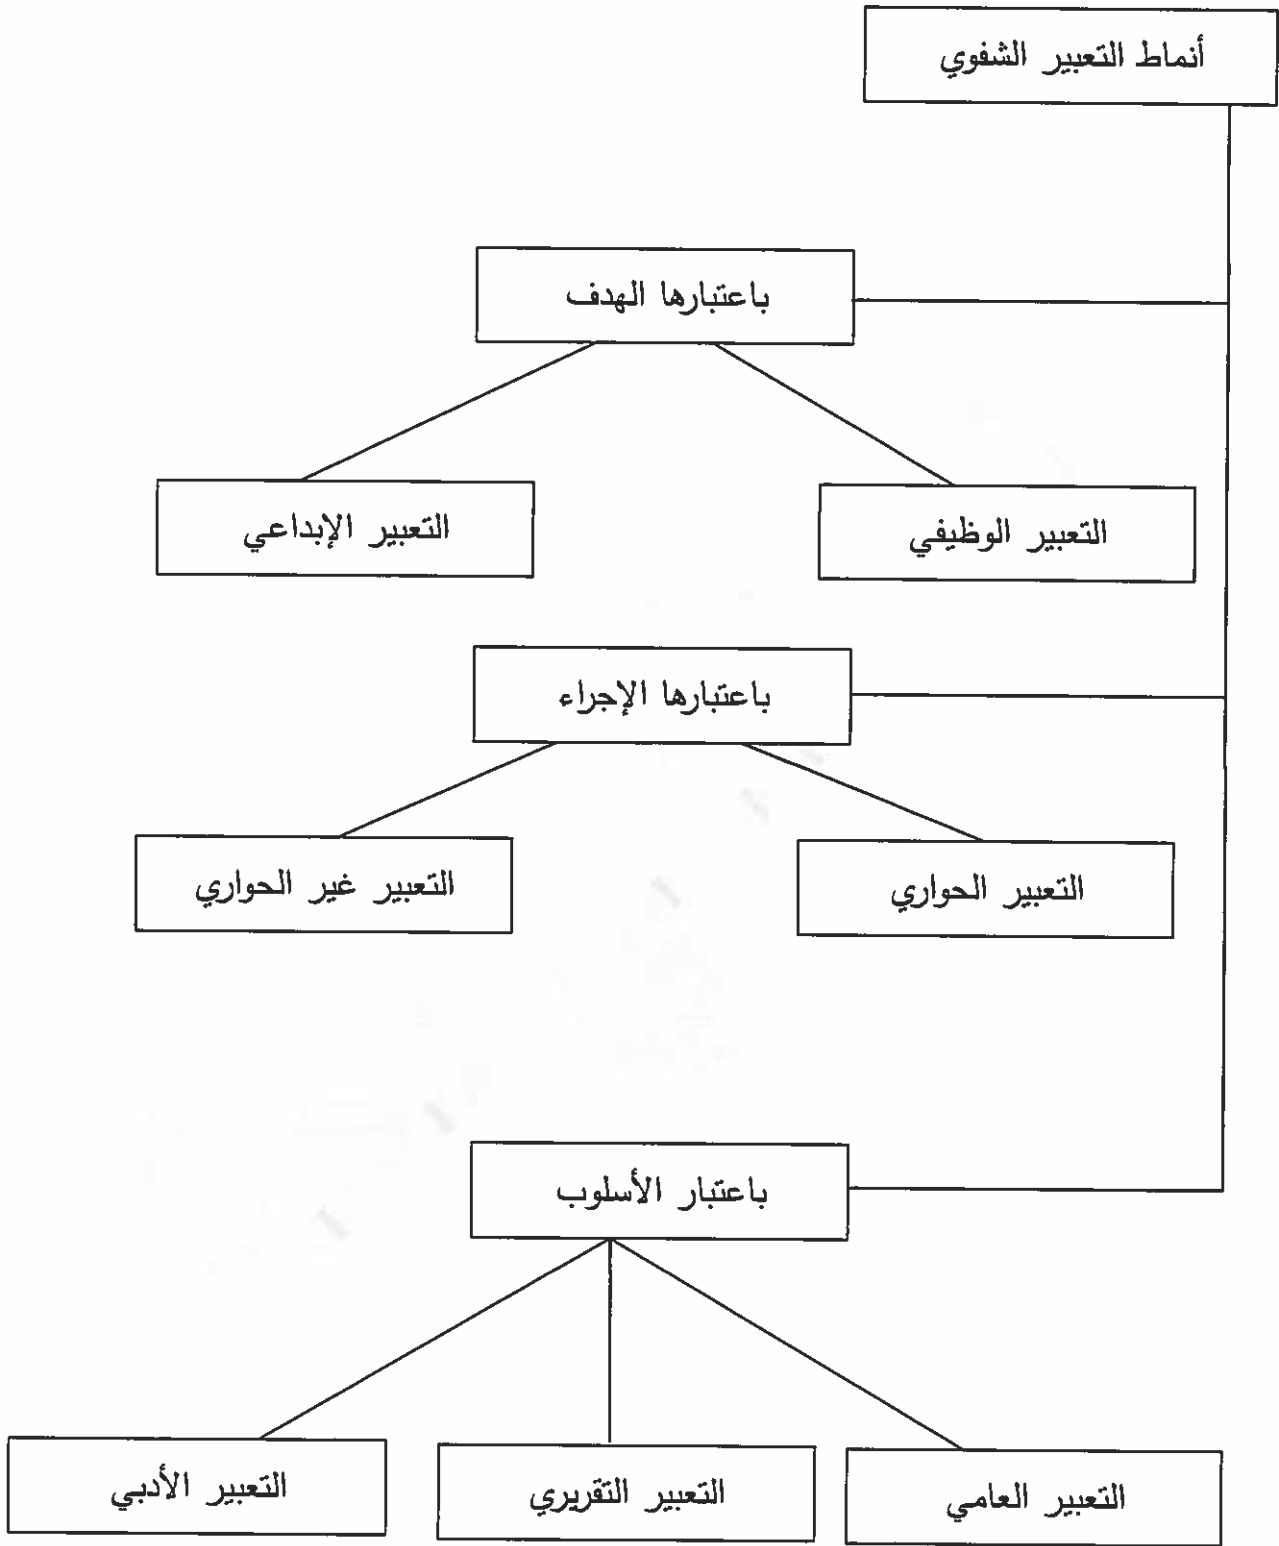 أنماط التعبير الشفوي
باعتبارها الهدف
التعبير الوظيفي
التعبير الإبداعي
باعتبارها الإجراء
التعبير الحواري
التعبير غير الحواري
باعتبار الأسلوب
التعبير العامي
التعبير التقريري
التعبير الأدبي